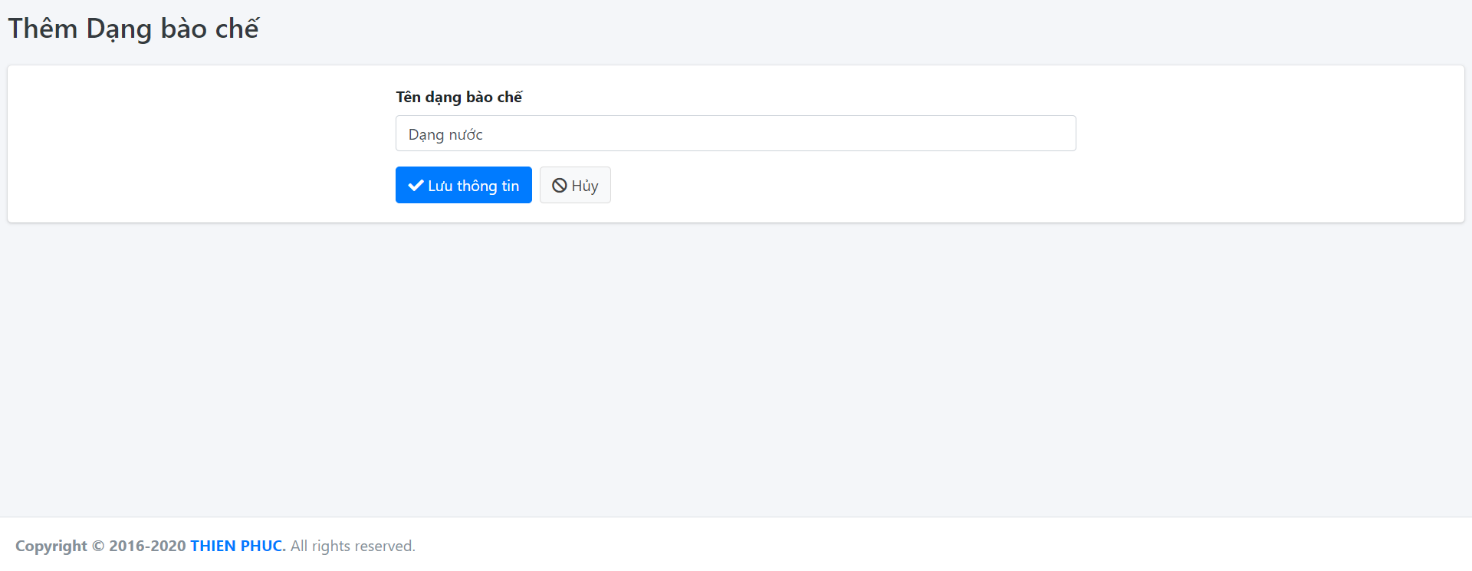 Thêm Dạng bào chế
Tên dạng bào chế
Dạng nước
Lưu thông tin Hủy
Copyright © 2016-2020 THIEN PHUC. All rights reserved.